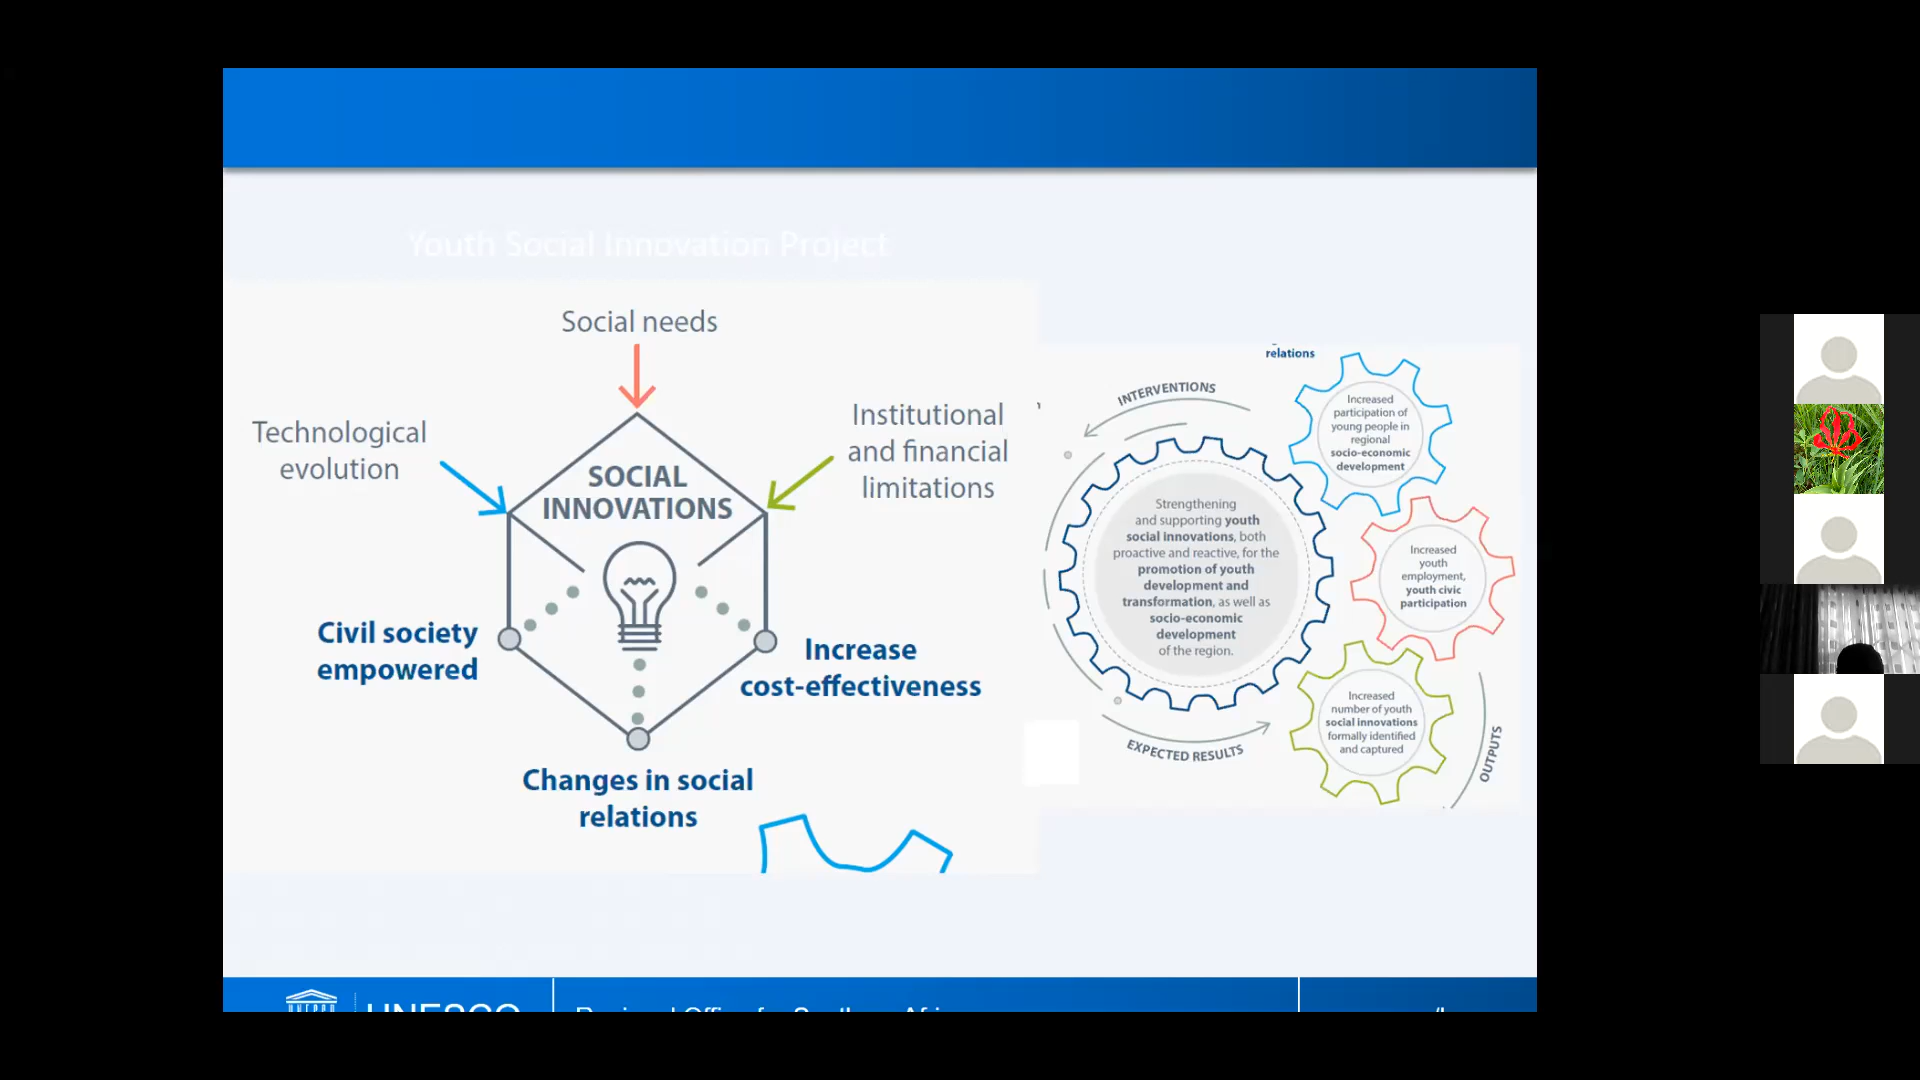 Youth Social Innovation Project
Social needs
Technological
evolution
Institutional
and financial
limitations
SOCIAL
INNOVATIONS
Civil society
empowered
Increase
cost-effectiveness
Changes in social
relations
relations
INTERVENTIONS
Strengthening
and supporting youth
social innovations, both
proactive and reactive, for the
promotion of youth
development and
transformation, as well as
socio-economic
development
of the region.
EXPECTED RESULTS
Increased
participation of
young people in
regional
socio-economic
development
Increased
youth
employment,
youth civic
participation
Increased
number of youth
social innovations
formally identified
and captured
OUTPUTS
UNESCO
Regional Office for Southern Africa